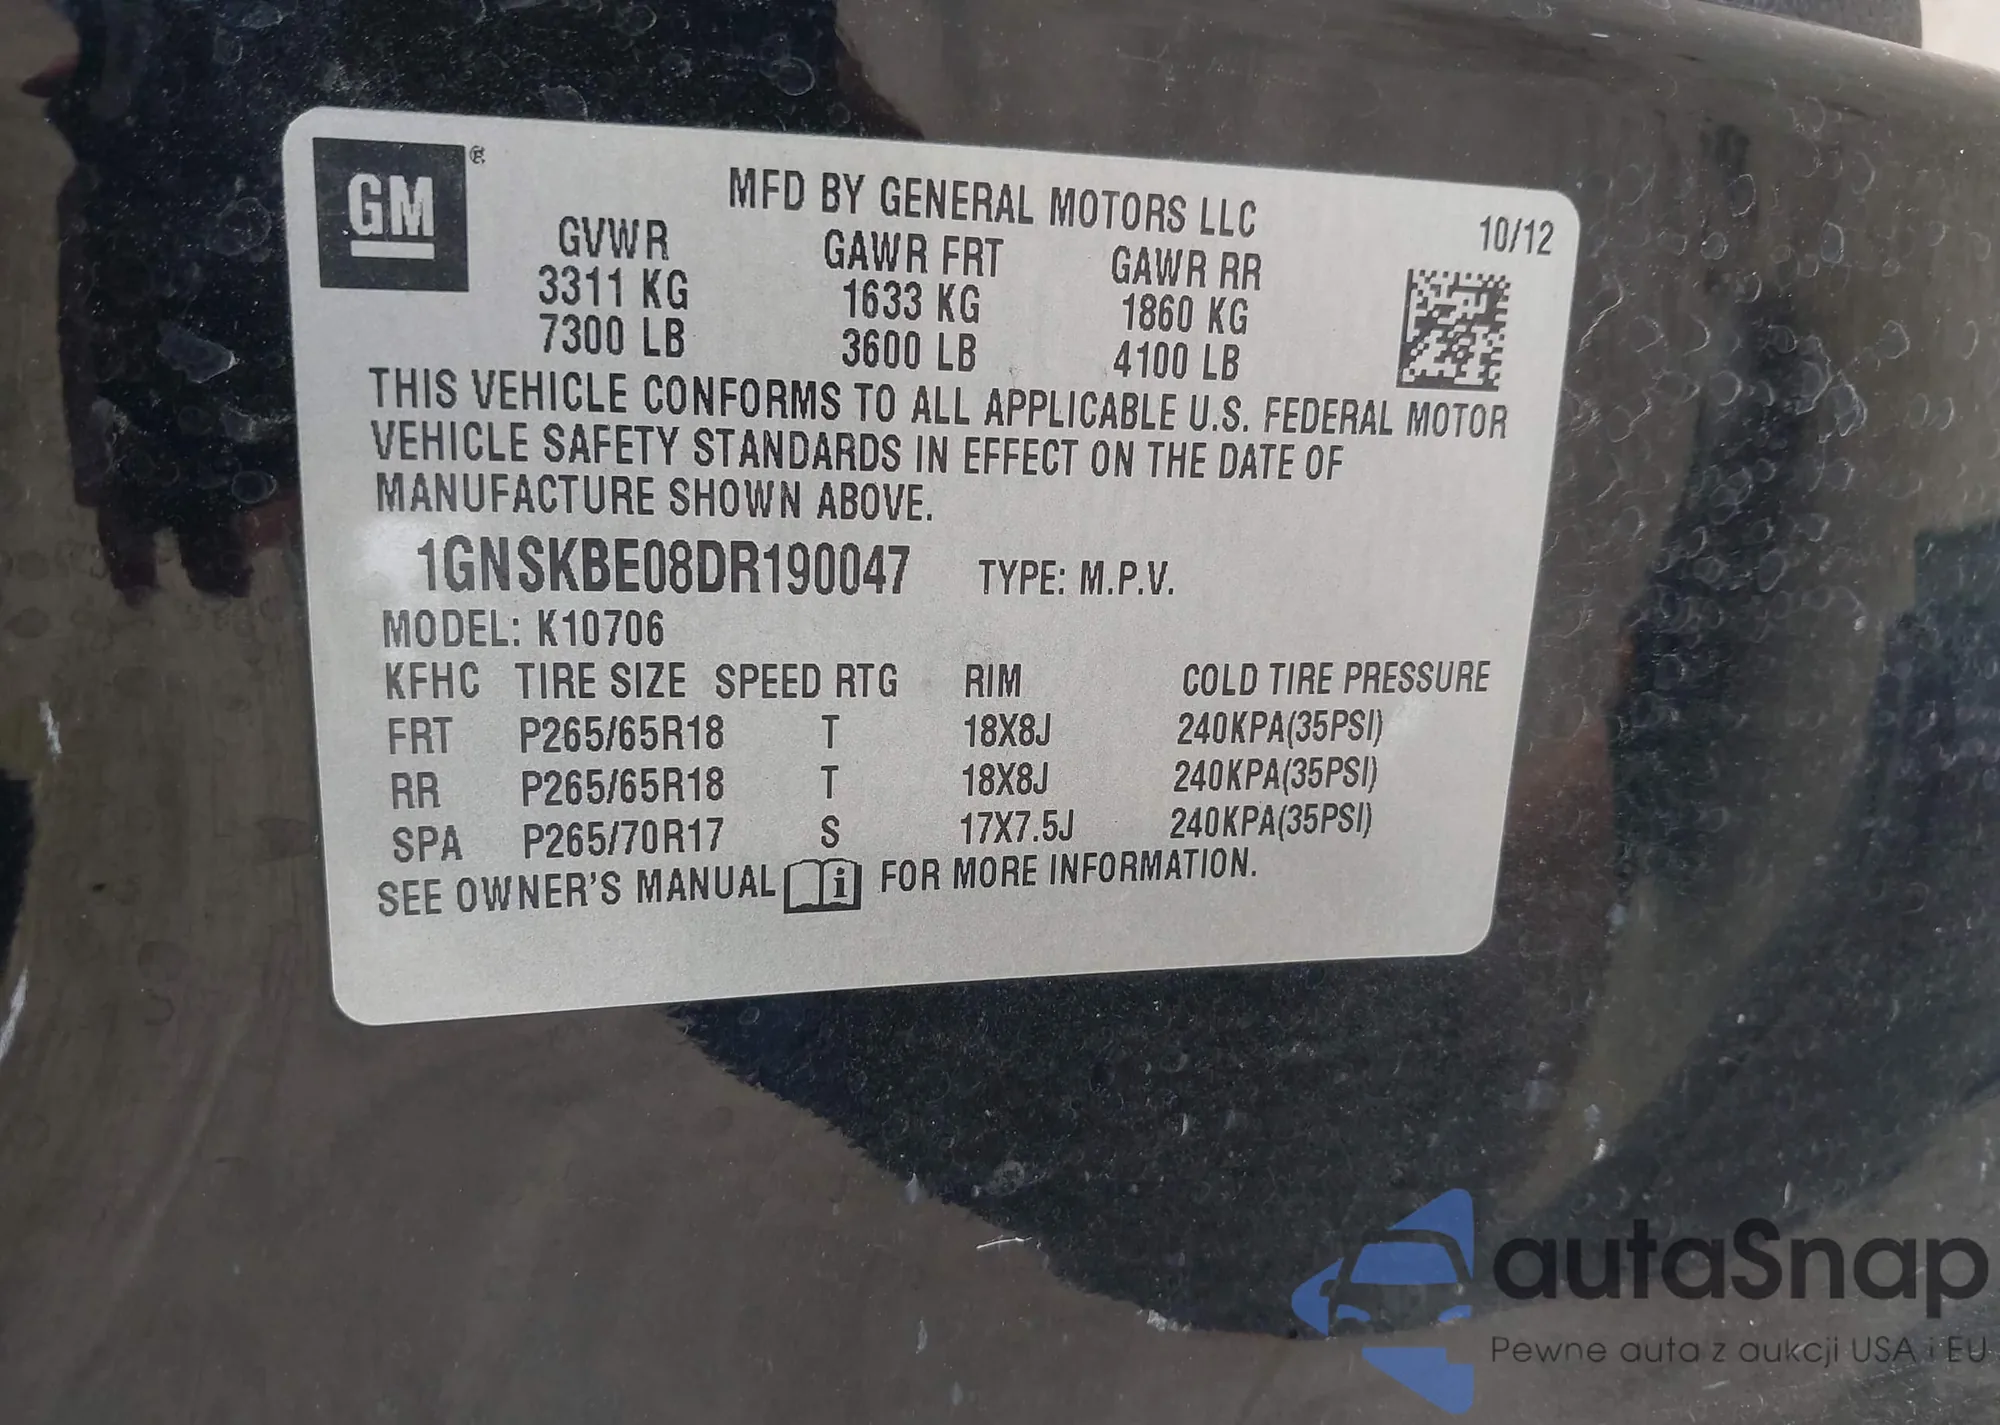 GM ®
MFD BY GENERAL MOTORS LLC
10/12
GVWR GAWR FRT GAWR RR
3311 KG 1633 KG 1860 KG
7300 LB 3600 LB 4100 LB
THIS VEHICLE CONFORMS TO ALL APPLICABLE U.S. FEDERAL MOTOR
VEHICLE SAFETY STANDARDS IN EFFECT ON THE DATE OF
MANUFACTURE SHOWN ABOVE.
1GNSKBE08DR190047 TYPE: M.P.V.
MODEL: K10706
KFHC TIRE SIZE SPEED RTG RIM COLD TIRE PRESSURE
FRT P265/65R18 T 18X8J 240KPA(35PSI)
RR P265/65R18 T 18X8J 240KPA(35PSI)
SPA P265/70R17 S 17X7.5J 240KPA(35PSI)
SEE OWNER'S MANUAL i FOR MORE INFORMATION.
autaSnap
Pewne auta z aukcji USA i EU